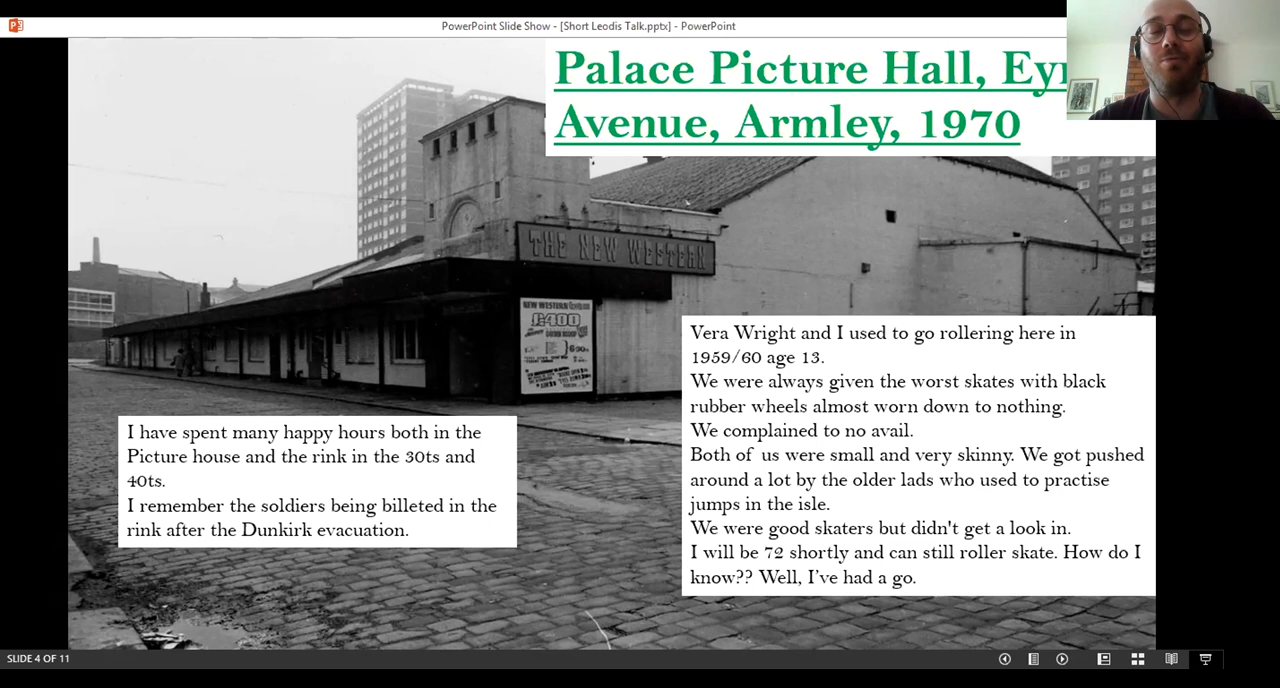 PowerPoint Slide Show - [Short Leodis Talk.pptx] - PowerPoint
Palace Picture Hall,
Avenue, Armley, 1970
THE NEW WESTERN
NEW WESTERN
£400
I have spent many happy hours both in the
Picture house and the rink in the 30ts and
40ts.
I remember the soldiers being billeted in the
rink after the Dunkirk evacuation.
Vera Wright and I used to go rollering here in
1959/60 age 13.
We were always given the worst skates with black
rubber wheels almost worn down to nothing.
We complained to no avail.
Both of us were small and very skinny. We got pushed
around a lot by the older lads who used to practise
jumps in the isle.
We were good skaters but didn't get a look in.
I will be 72 shortly and can still roller skate. How do I
know?? Well, I've had a go.
SLIDE 4 OF 11